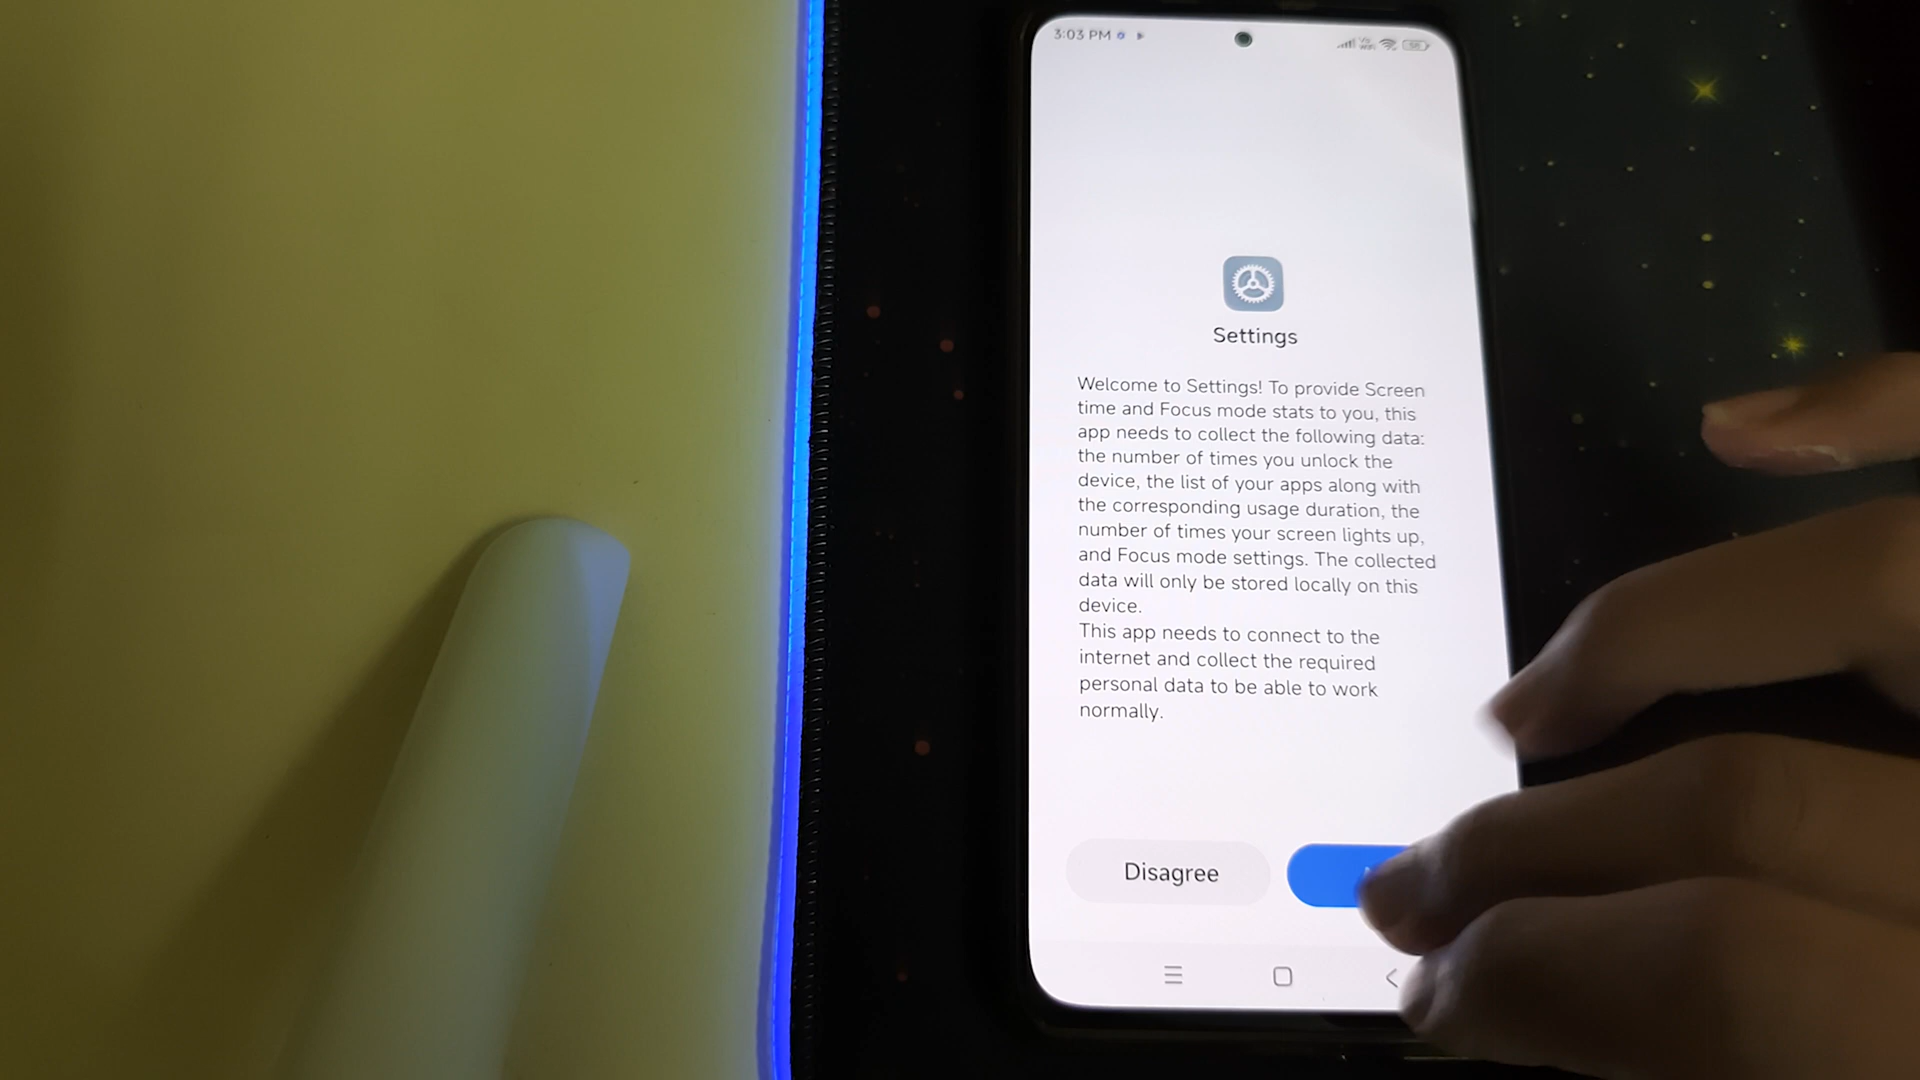 3:03 PM
Settings
Welcome to Settings! To provide Screen
time and Focus mode stats to you, this
app needs to collect the following data:
the number of times you unlock the
device, the list of your apps along with
the corresponding usage duration, the
number of times your screen lights up,
and Focus mode settings. The collected
data will only be stored locally on this
device.
This app needs to connect to the
internet and collect the required
personal data to be able to work
normally.
Disagree